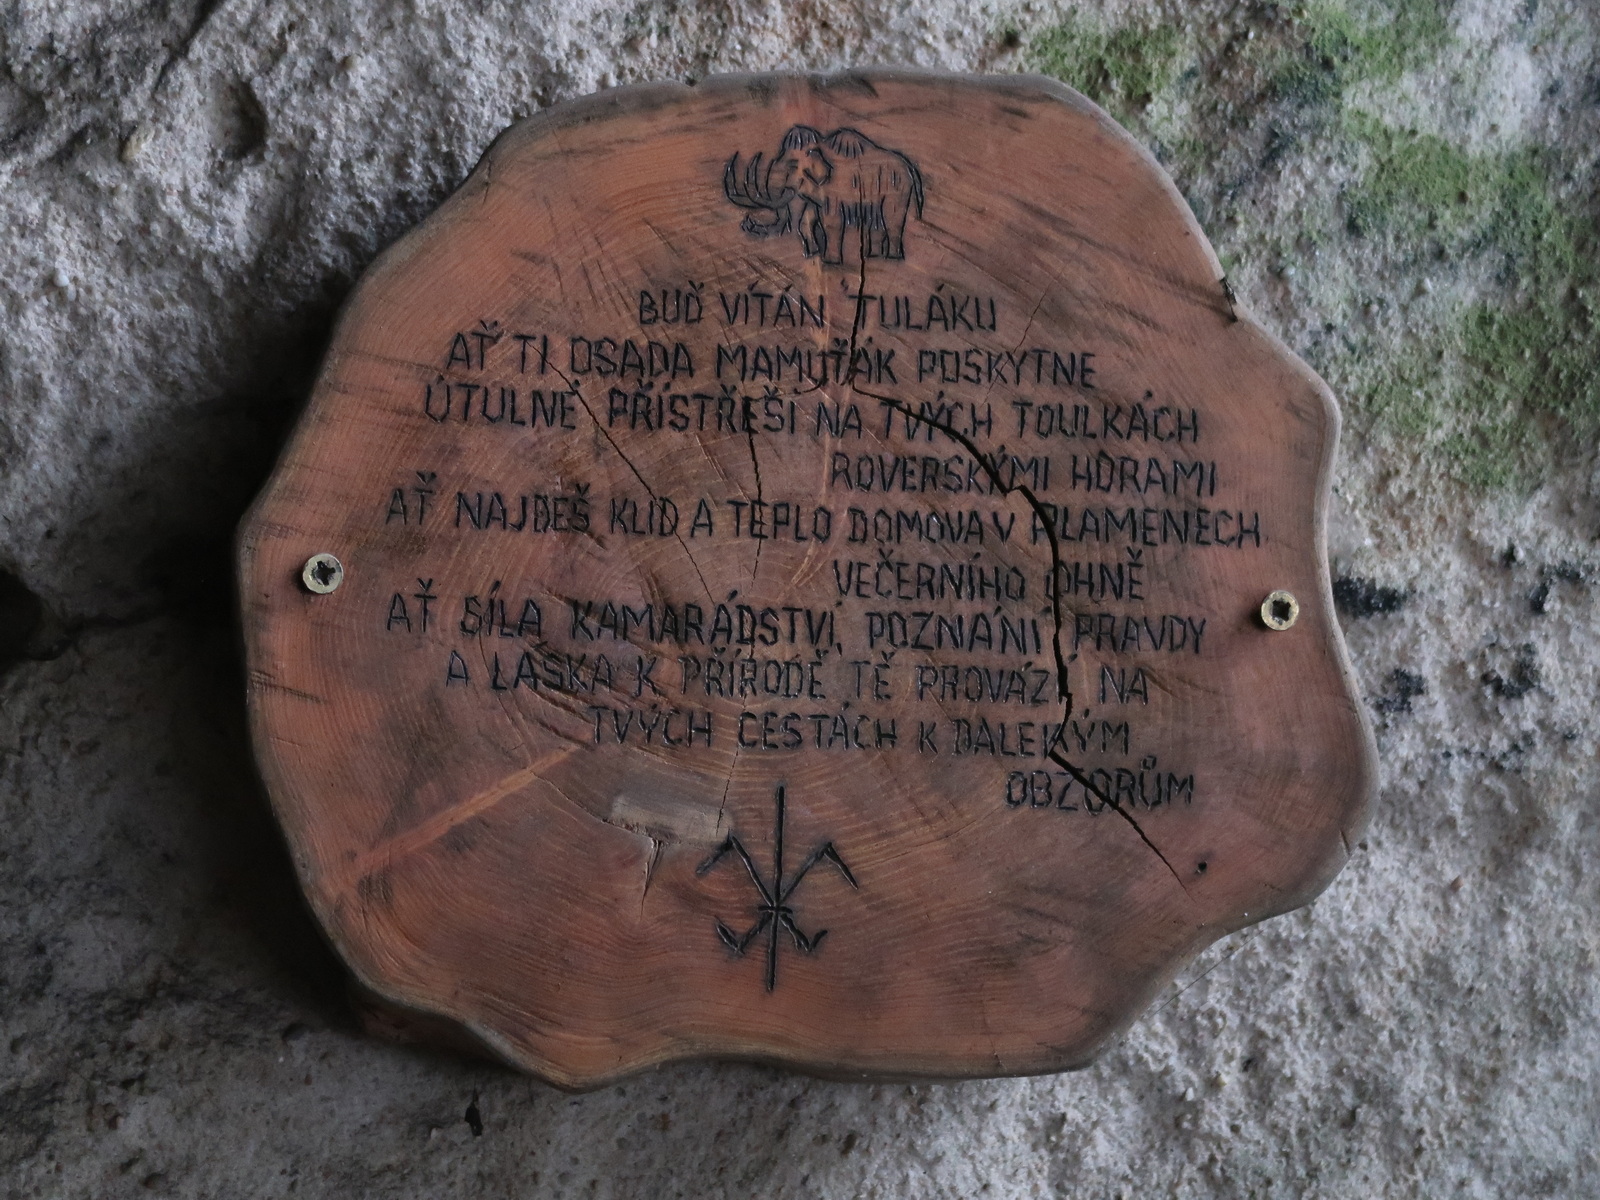 BUĎ VÍTÁN TULÁKU
AŤ TI OSADA MAMUŤÁK POSKYTNE
ÚTULNÉ PŘÍSTŘEŠÍ NA TVÝCH TOULKÁCH
ROVERSKÝMI HORAMI
AŤ NAJDEŠ KLID A TEPLO DOMOVA V PLAMENECH
VEČERNÍHO OHNĚ
AŤ SÍLA KAMARÁDSTVÍ, POZNÁNÍ PRAVDY
A LÁSKA K PŘÍRODĚ TĚ PROVÁZÍ NA
TVÝCH CESTÁCH K DALEKÝM
OBZORŮM